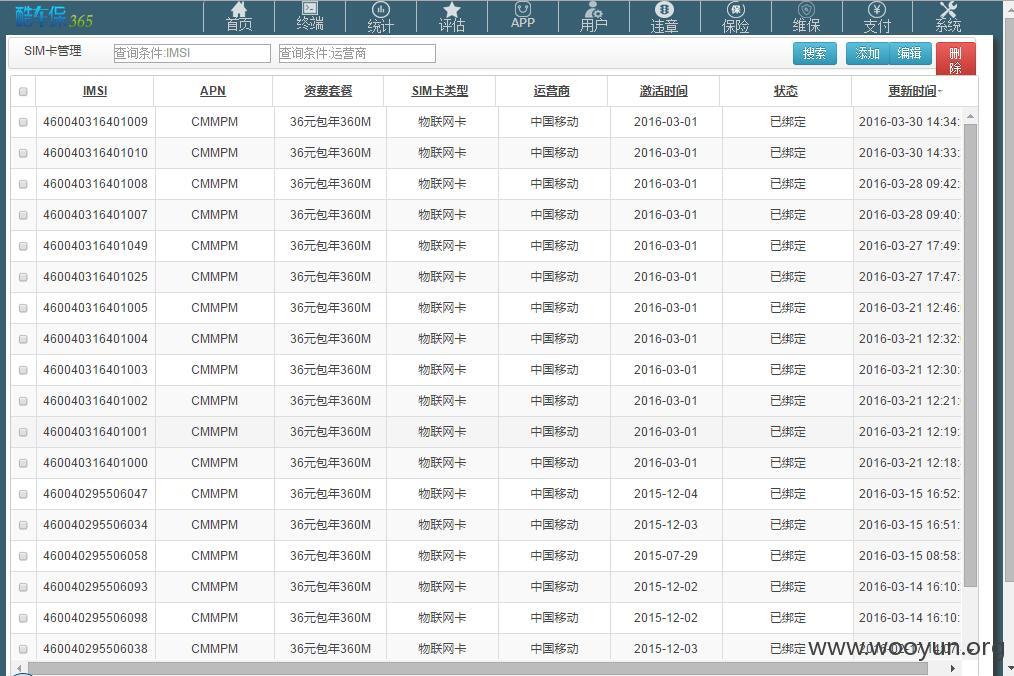 酷车保365 首页 终端 统计 评估 APP 用户 违章 保险 维保 支付 系统
SIM卡管理 查询条件:IMSI 查询条件:运营商 搜索 添加 编辑 删除
IMSI APN 资费套餐 SIM卡类型 运营商 激活时间 状态 更新时间
460040316401009 CMMPM 36元包年360M 物联网卡 中国移动 2016-03-01 已绑定 2016-03-30 14:34:
460040316401010 CMMPM 36元包年360M 物联网卡 中国移动 2016-03-01 已绑定 2016-03-30 14:33:
460040316401008 CMMPM 36元包年360M 物联网卡 中国移动 2016-03-01 已绑定 2016-03-28 09:42:
460040316401007 CMMPM 36元包年360M 物联网卡 中国移动 2016-03-01 已绑定 2016-03-28 09:40:
460040316401049 CMMPM 36元包年360M 物联网卡 中国移动 2016-03-01 已绑定 2016-03-27 17:49:
460040316401025 CMMPM 36元包年360M 物联网卡 中国移动 2016-03-01 已绑定 2016-03-27 17:47:
460040316401005 CMMPM 36元包年360M 物联网卡 中国移动 2016-03-01 已绑定 2016-03-21 12:46:
460040316401004 CMMPM 36元包年360M 物联网卡 中国移动 2016-03-01 已绑定 2016-03-21 12:32:
460040316401003 CMMPM 36元包年360M 物联网卡 中国移动 2016-03-01 已绑定 2016-03-21 12:30:
460040316401002 CMMPM 36元包年360M 物联网卡 中国移动 2016-03-01 已绑定 2016-03-21 12:21:
460040316401001 CMMPM 36元包年360M 物联网卡 中国移动 2016-03-01 已绑定 2016-03-21 12:19:
460040316401000 CMMPM 36元包年360M 物联网卡 中国移动 2016-03-01 已绑定 2016-03-21 12:18:
460040295506047 CMMPM 36元包年360M 物联网卡 中国移动 2015-12-04 已绑定 2016-03-15 16:52:
460040295506034 CMMPM 36元包年360M 物联网卡 中国移动 2015-12-03 已绑定 2016-03-15 16:51:
460040295506058 CMMPM 36元包年360M 物联网卡 中国移动 2015-07-29 已绑定 2016-03-15 08:58:
460040295506093 CMMPM 36元包年360M 物联网卡 中国移动 2015-12-02 已绑定 2016-03-14 16:10:
460040295506098 CMMPM 36元包年360M 物联网卡 中国移动 2015-12-02 已绑定 2016-03-14 16:10:
460040295506038 CMMPM 36元包年360M 物联网卡 中国移动 2015-12-03 已绑定
www.wooyun.org